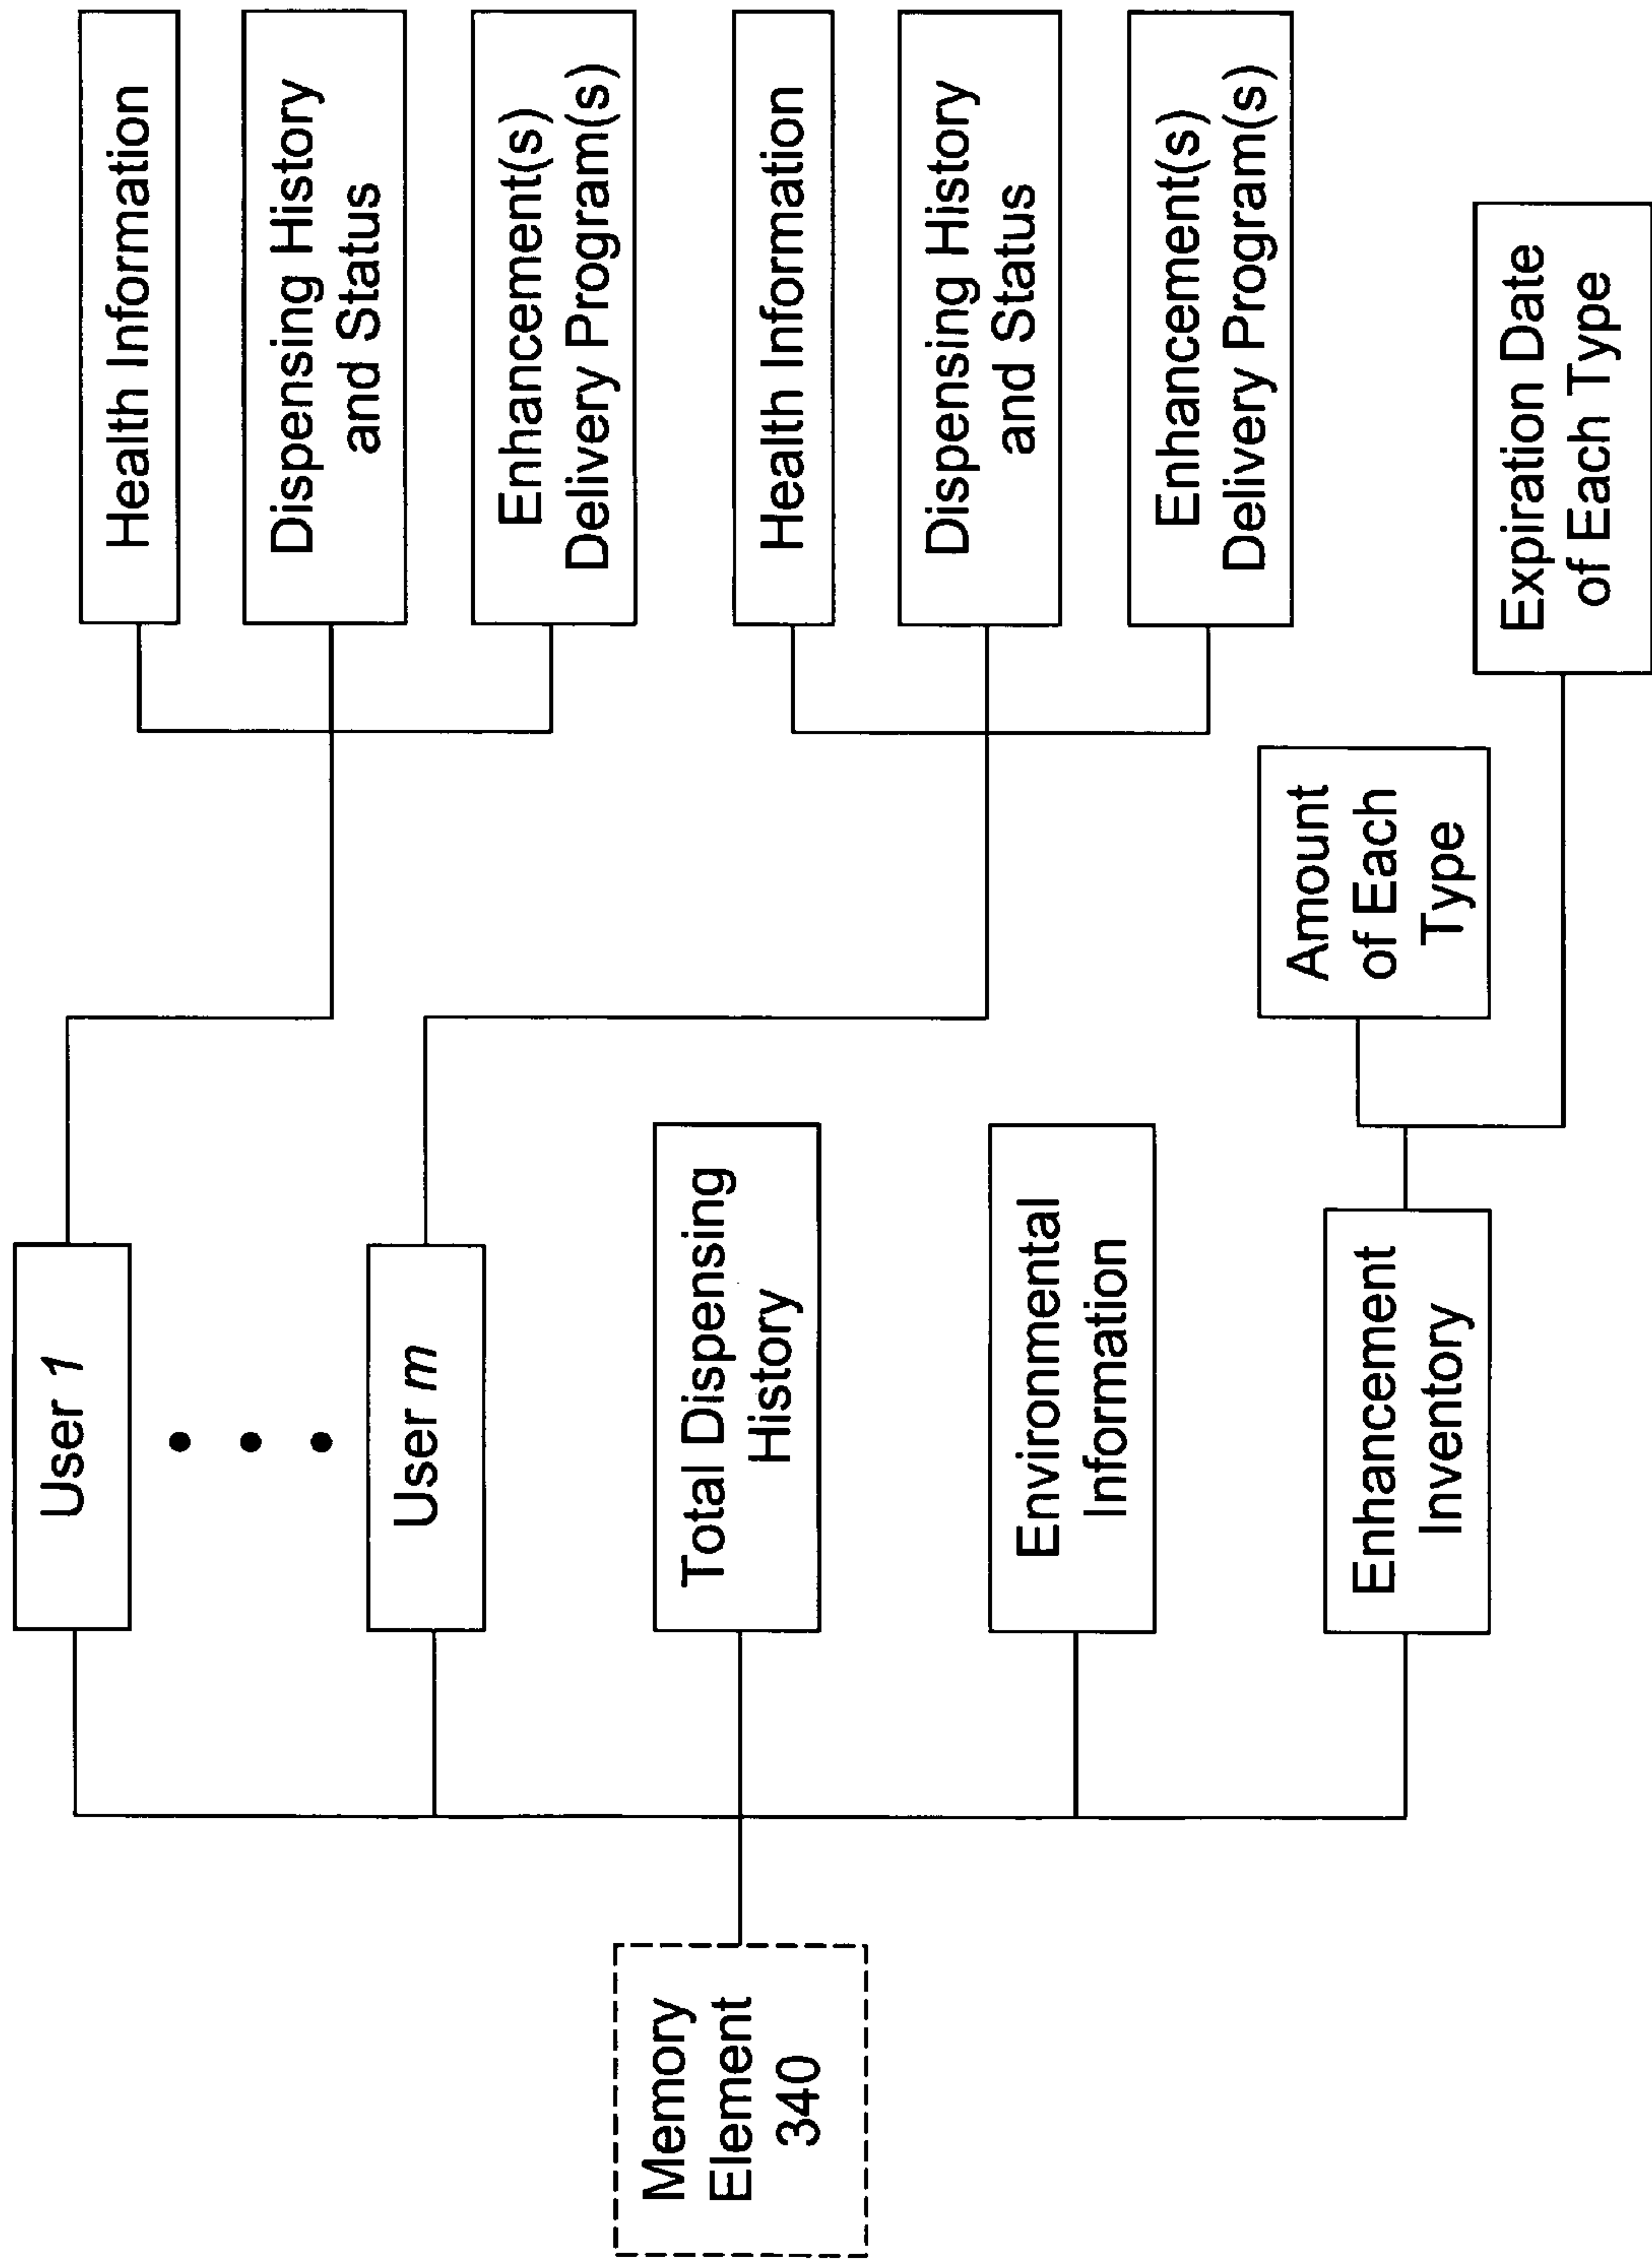 Memory
Element
340
User 1
User m
Total Dispensing
History
Environmental
Information
Enhancement
Inventory
Health Information
Dispensing History
and Status
Enhancement(s)
Delivery Program(s)
Health Information
Dispensing History
and Status
Enhancement(s)
Delivery Program(s)
Amount
of Each
Type
Expiration Date
of Each Type